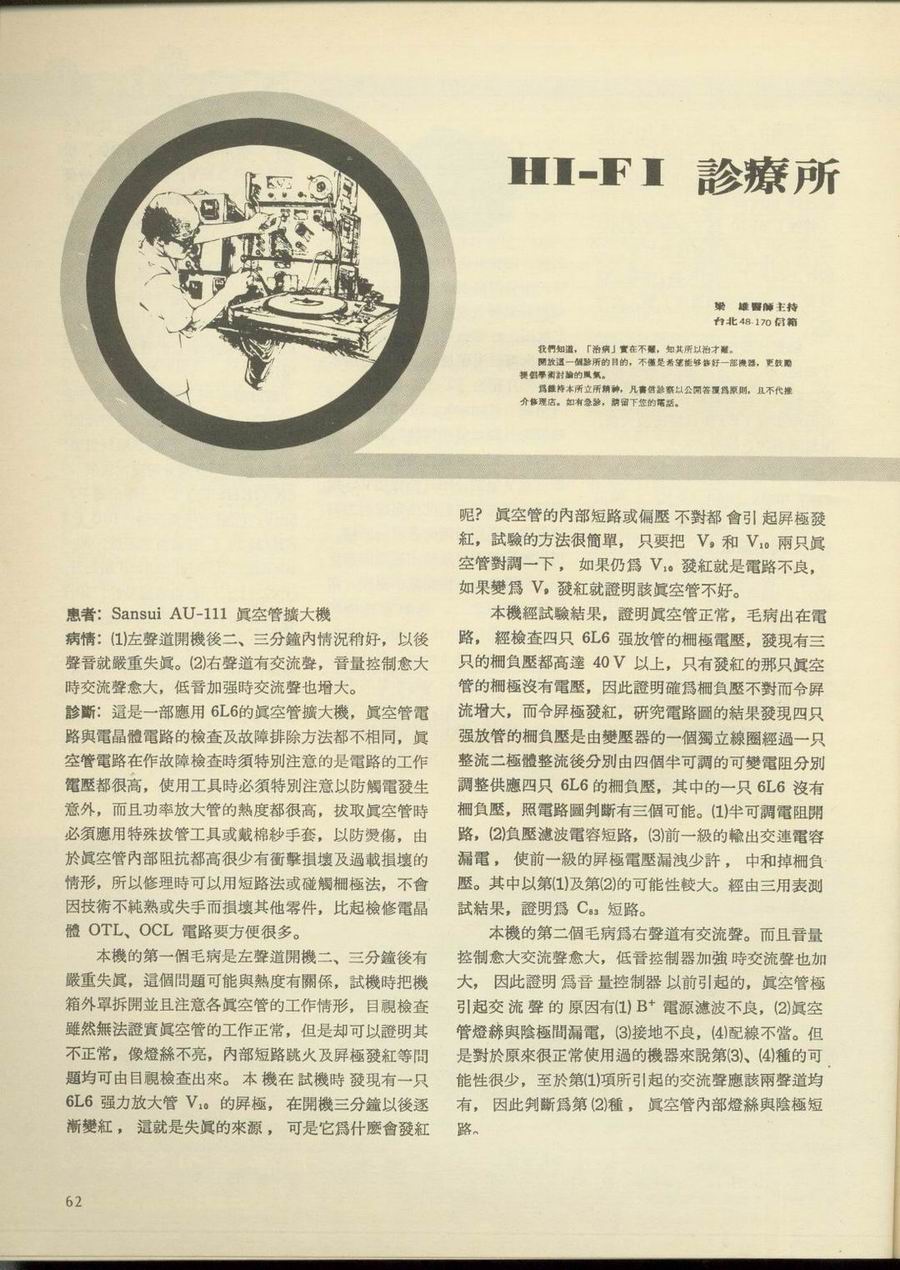 HI-FI 診療所
梁 雄醫師主持
台北48-170信箱
我們知道，「治病」實在不難，知其所以治才難。
開放這一個診所的目的，不僅是希望能够修好一部機器，更鼓勵
提倡學術討論的風氣。
爲維持本所立所精神，凡書信診察以公開答覆爲原則，且不代推
介修理店。如有急診，請留下您的電話。
患者：Sansui AU-111 眞空管擴大機
病情：⑴左聲道開機後二、三分鐘內情況稍好，以後
聲音就嚴重失眞。⑵右聲道有交流聲，音量控制愈大
時交流聲愈大，低音加强時交流聲也增大。
診斷：這是一部應用 6L6的眞空管擴大機，眞空管電
路與電晶體電路的檢查及故障排除方法都不相同，眞
空管電路在作故障檢查時須特別注意的是電路的工作
電壓都很高，使用工具時必須特別注意以防觸電發生
意外，而且功率放大管的熱度都很高，拔取眞空管時
必須應用特殊拔管工具或戴棉紗手套，以防燙傷，由
於眞空管內部阻抗都高很少有衝擊損壞及過載損壞的
情形，所以修理時可以用短路法或碰觸柵極法，不會
因技術不純熟或失手而損壞其他零件，比起檢修電晶
體 OTL、OCL 電路要方便很多。
本機的第一個毛病是左聲道開機二、三分鐘後有
嚴重失眞，這個問題可能與熱度有關係，試機時把機
箱外罩拆開並且注意各眞空管的工作情形，目視檢查
雖然無法證實眞空管的工作正常，但是却可以證明其
不正常，像燈絲不亮，內部短路跳火及昇極發紅等問
題均可由目視檢查出來。本機在試機時發現有一只
6L6 强力放大管 V₁₀ 的昇極，在開機三分鐘以後逐
漸變紅，這就是失眞的來源，可是它爲什麽會發紅
呢？眞空管的內部短路或偏壓不對都會引起昇極發
紅，試驗的方法很簡單，只要把 V₉ 和 V₁₀ 兩只眞
空管對調一下，如果仍爲 V₁₀ 發紅就是電路不良，
如果變爲 V₉ 發紅就證明該眞空管不好。
本機經試驗結果，證明眞空管正常，毛病出在電
路，經檢查四只 6L6 强放管的柵極電壓，發現有三
只的柵負壓都高達 40V 以上，只有發紅的那只眞空
管的柵極沒有電壓，因此證明確爲柵負壓不對而令昇
流增大，而令昇極發紅，研究電路圖的結果發現四只
强放管的柵負壓是由變壓器的一個獨立線圈經過一只
整流二極體整流後分別由四個半可調的可變電阻分別
調整供應四只 6L6 的柵負壓，其中的一只 6L6 沒有
柵負壓，照電路圖判斷有三個可能。⑴半可調電阻開
路，⑵負壓濾波電容短路，⑶前一級的輸出交連電容
漏電，使前一級的昇極電壓漏洩少許，中和掉柵負
壓。其中以第⑴及第⑵的可能性較大。經由三用表測
試結果，證明爲 C₈₃ 短路。
本機的第二個毛病爲右聲道有交流聲。而且音量
控制愈大交流聲愈大，低音控制器加強時交流聲也加
大，因此證明爲音量控制器以前引起的，眞空管極
引起交流聲的原因有⑴ B⁺ 電源濾波不良，⑵眞空
管燈絲與陰極間漏電，⑶接地不良，⑷配線不當。但
是對於原來很正常使用過的機器來說第⑶、⑷種的可
能性很少，至於第⑴項所引起的交流聲應該兩聲道均
有，因此判斷爲第⑵種，眞空管內部燈絲與陰極短
路。
62